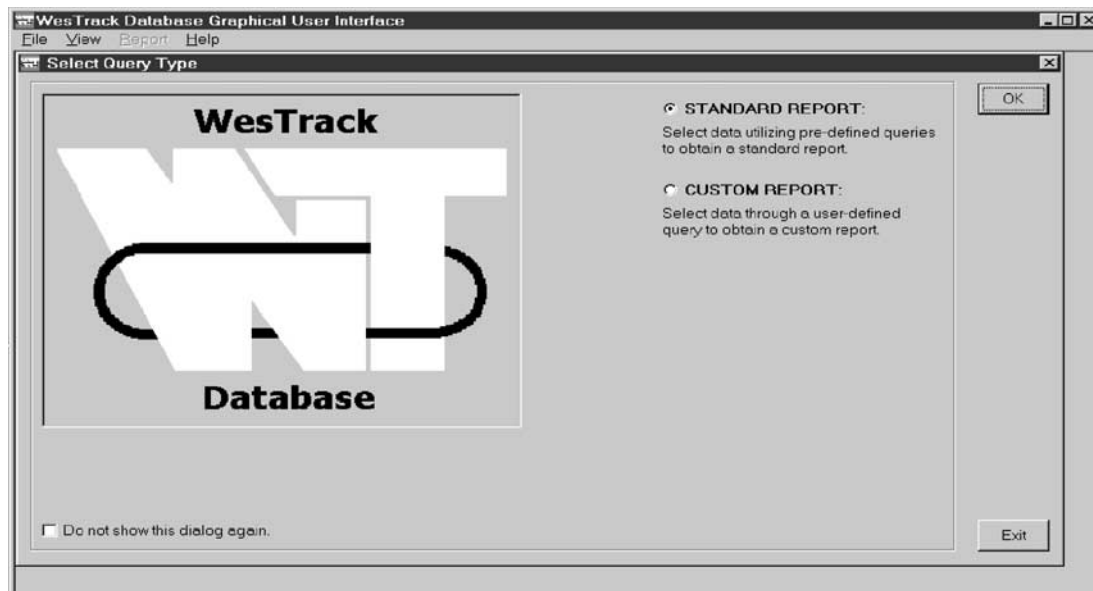 WesTrack Database Graphical User Interface
File View Report Help
Select Query Type
WesTrack
WT
Database
STANDARD REPORT:
Select data utilizing pre-defined queries
to obtain a standard report.
CUSTOM REPORT:
Select data through a user-defined
query to obtain a custom report.
OK
Do not show this dialog again.
Exit